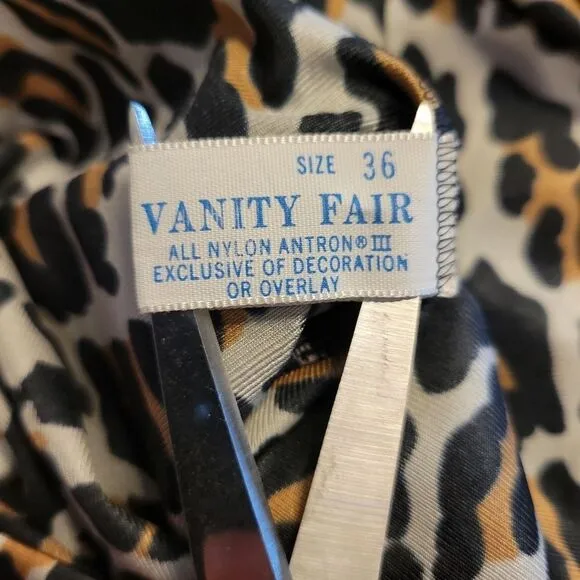 SIZE 36
VANITY FAIR
ALL NYLON ANTRON® III
EXCLUSIVE OF DECORATION
OR OVERLAY